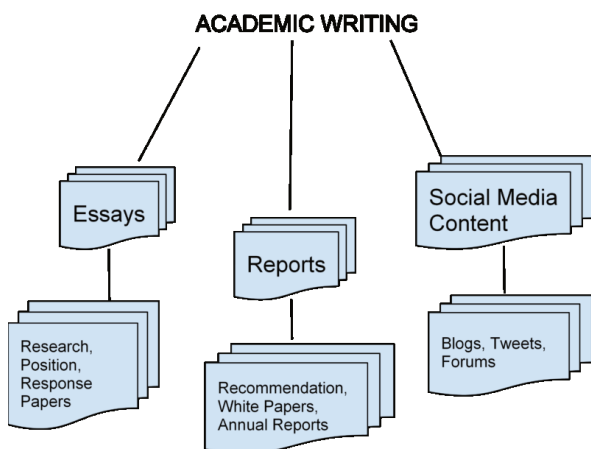 ACADEMIC WRITING
Essays
Reports
Social Media
Content
Research,
Position,
Response
Papers
Recommendation,
White Papers,
Annual Reports
Blogs, Tweets,
Forums